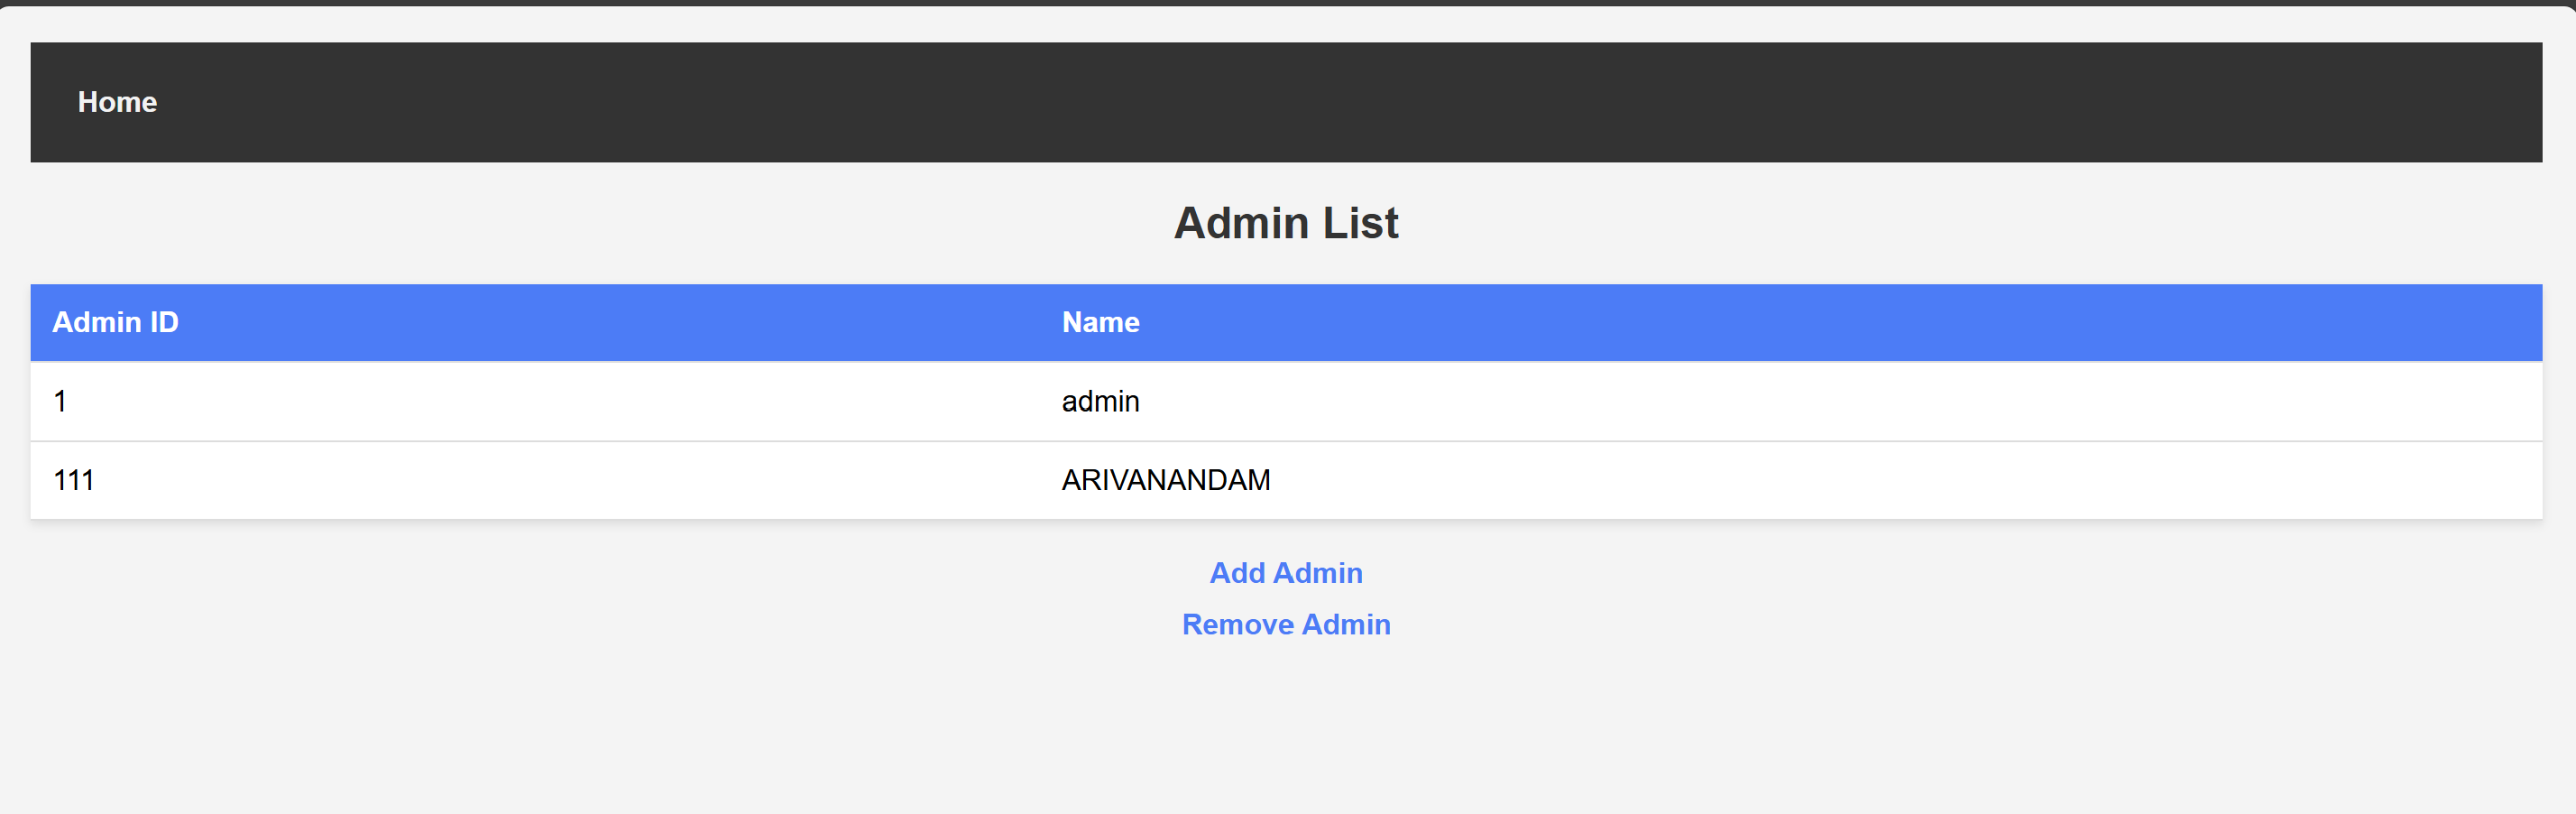 Home
Admin List
Admin ID Name
1 admin
111 ARIVANANDAM
Add Admin
Remove Admin